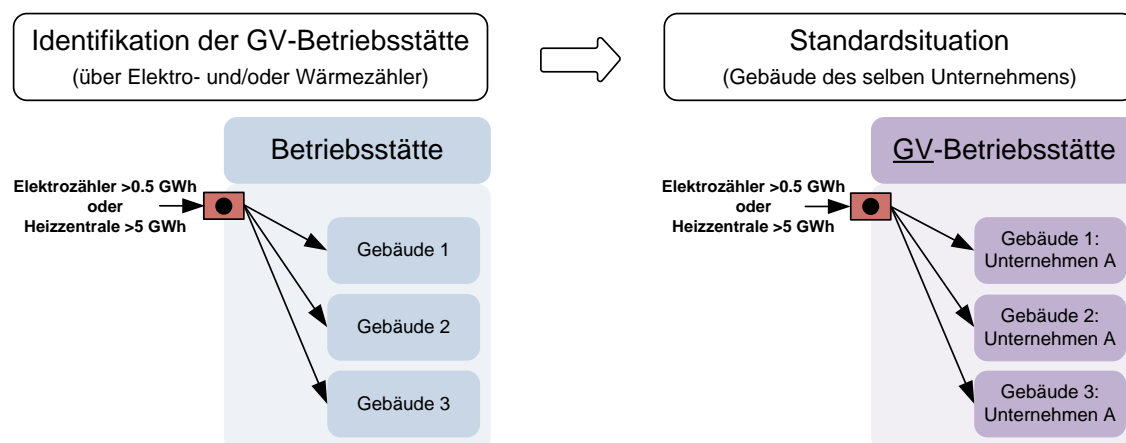 Identifikation der GV-Betriebsstätte
(über Elektro- und/oder Wärmezähler)
Betriebsstätte
Elektrozähler >0.5 GWh
oder
Heizzentrale >5 GWh
Gebäude 1
Gebäude 2
Gebäude 3
Standardsituation
(Gebäude des selben Unternehmens)
GV-Betriebsstätte
Elektrozähler >0.5 GWh
oder
Heizzentrale >5 GWh
Gebäude 1:
Unternehmen A
Gebäude 2:
Unternehmen A
Gebäude 3:
Unternehmen A